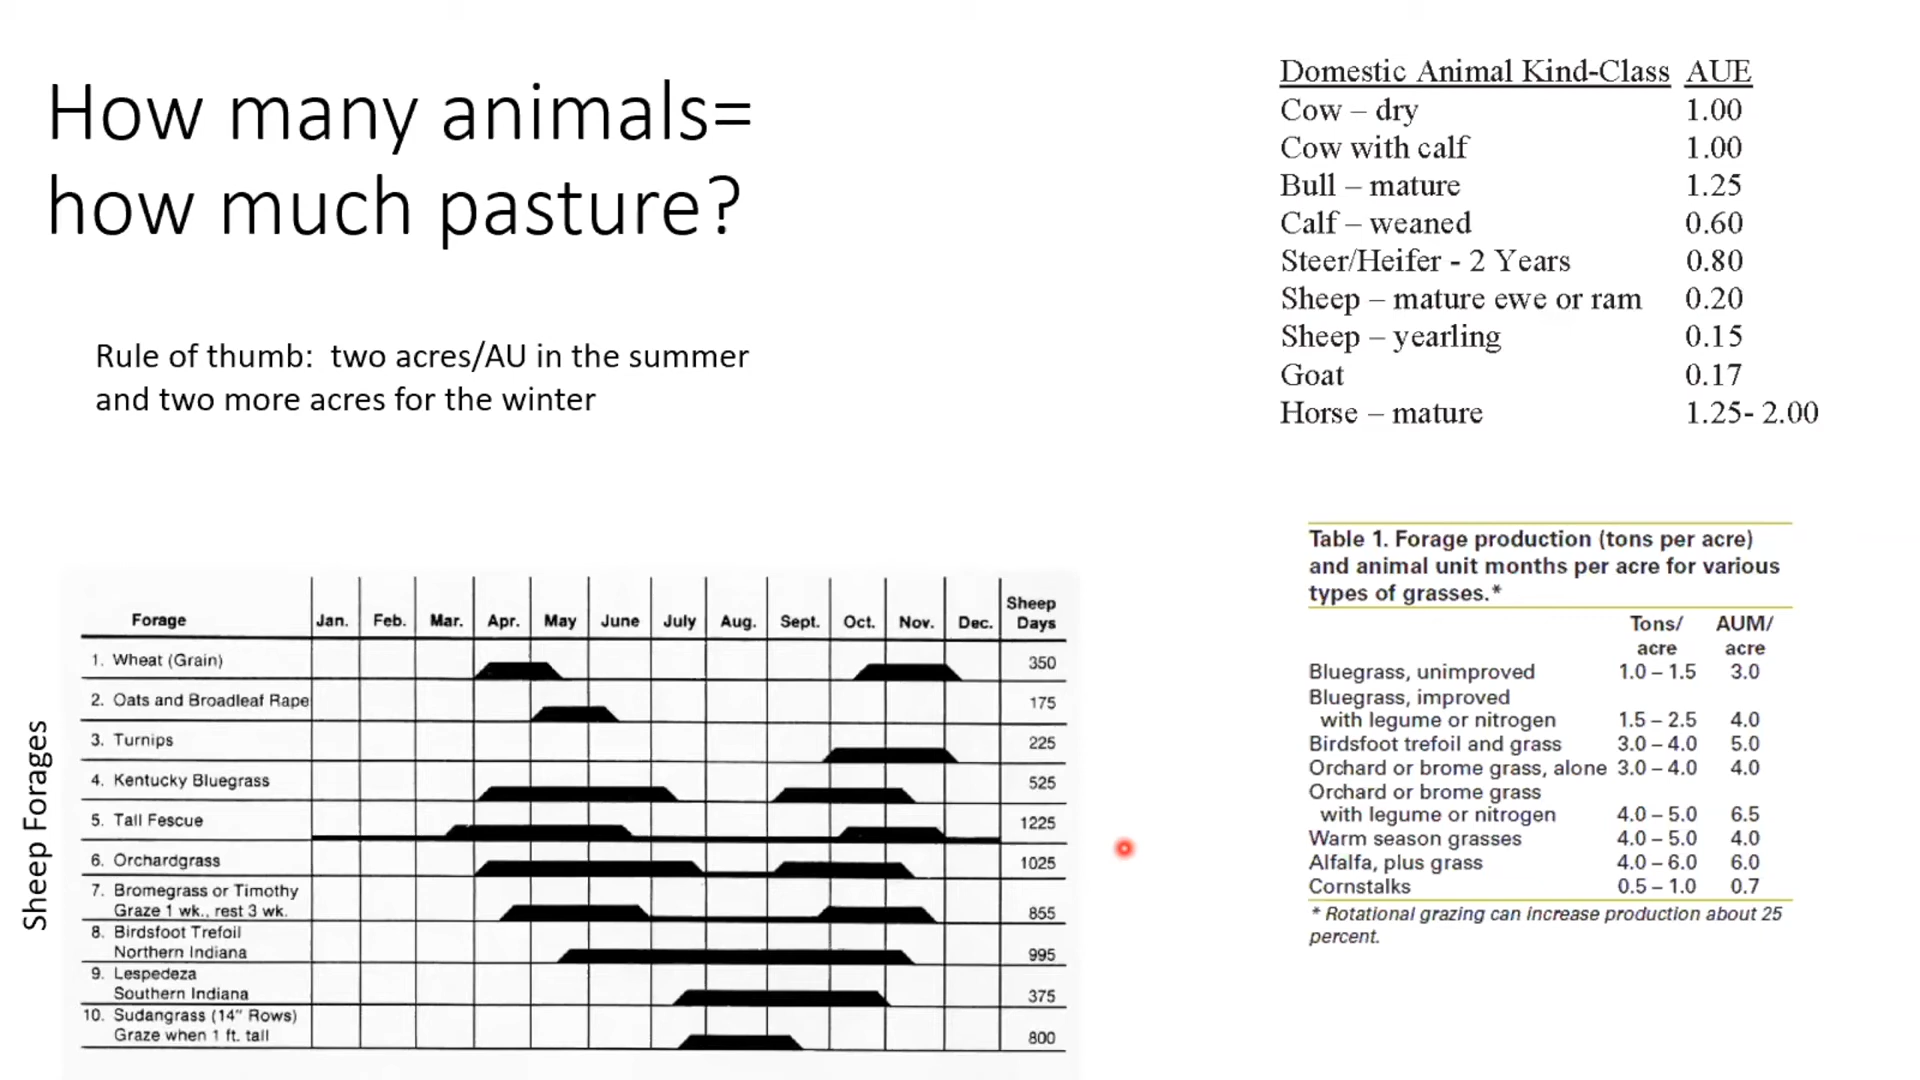 How many animals=
how much pasture?
Rule of thumb:  two acres/AU in the summer
and two more acres for the winter
Domestic Animal Kind-Class AUE
Cow – dry 1.00
Cow with calf 1.00
Bull – mature 1.25
Calf – weaned 0.60
Steer/Heifer - 2 Years 0.80
Sheep – mature ewe or ram 0.20
Sheep – yearling 0.15
Goat 0.17
Horse – mature 1.25- 2.00
Sheep Forages
Forage Jan. Feb. Mar. Apr. May June July Aug. Sept. Oct. Nov. Dec. Sheep Days
1. Wheat (Grain) 350
2. Oats and Broadleaf Rape 175
3. Turnips 225
4. Kentucky Bluegrass 525
5. Tall Fescue 1225
6. Orchardgrass 1025
7. Bromegrass or Timothy
Graze 1 wk., rest 3 wk. 855
8. Birdsfoot Trefoil
Northern Indiana 995
9. Lespedeza
Southern Indiana 375
10. Sudangrass (14" Rows)
Graze when 1 ft. tall 800
Table 1. Forage production (tons per acre)
and animal unit months per acre for various
types of grasses.*
Tons/ AUM/
acre acre
Bluegrass, unimproved 1.0 – 1.5 3.0
Bluegrass, improved
with legume or nitrogen 1.5 – 2.5 4.0
Birdsfoot trefoil and grass 3.0 – 4.0 5.0
Orchard or brome grass, alone 3.0 – 4.0 4.0
Orchard or brome grass
with legume or nitrogen 4.0 – 5.0 6.5
Warm season grasses 4.0 – 5.0 4.0
Alfalfa, plus grass 4.0 – 6.0 6.0
Cornstalks 0.5 – 1.0 0.7
* Rotational grazing can increase production about 25
percent.